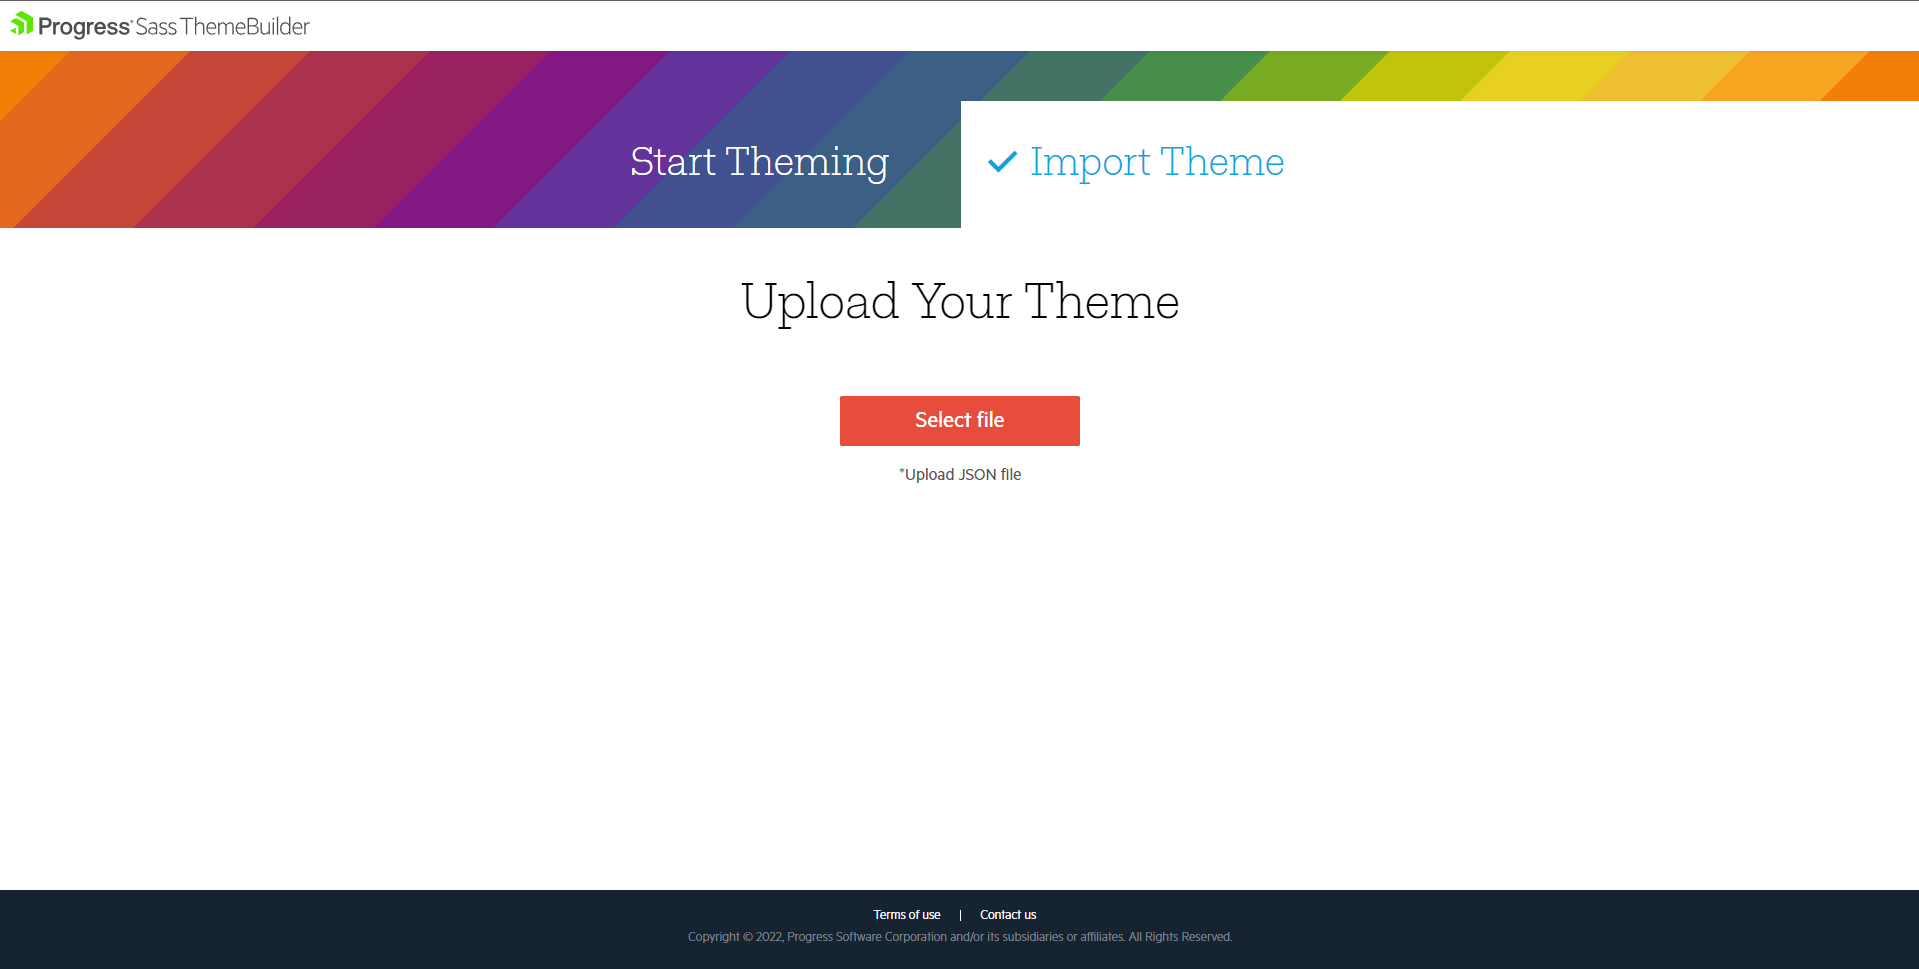 Progress® Sass ThemeBuilder
Start Theming
Import Theme
Upload Your Theme
Select file
*Upload JSON file
Terms of use | Contact us
Copyright © 2022, Progress Software Corporation and/or its subsidiaries or affiliates. All Rights Reserved.